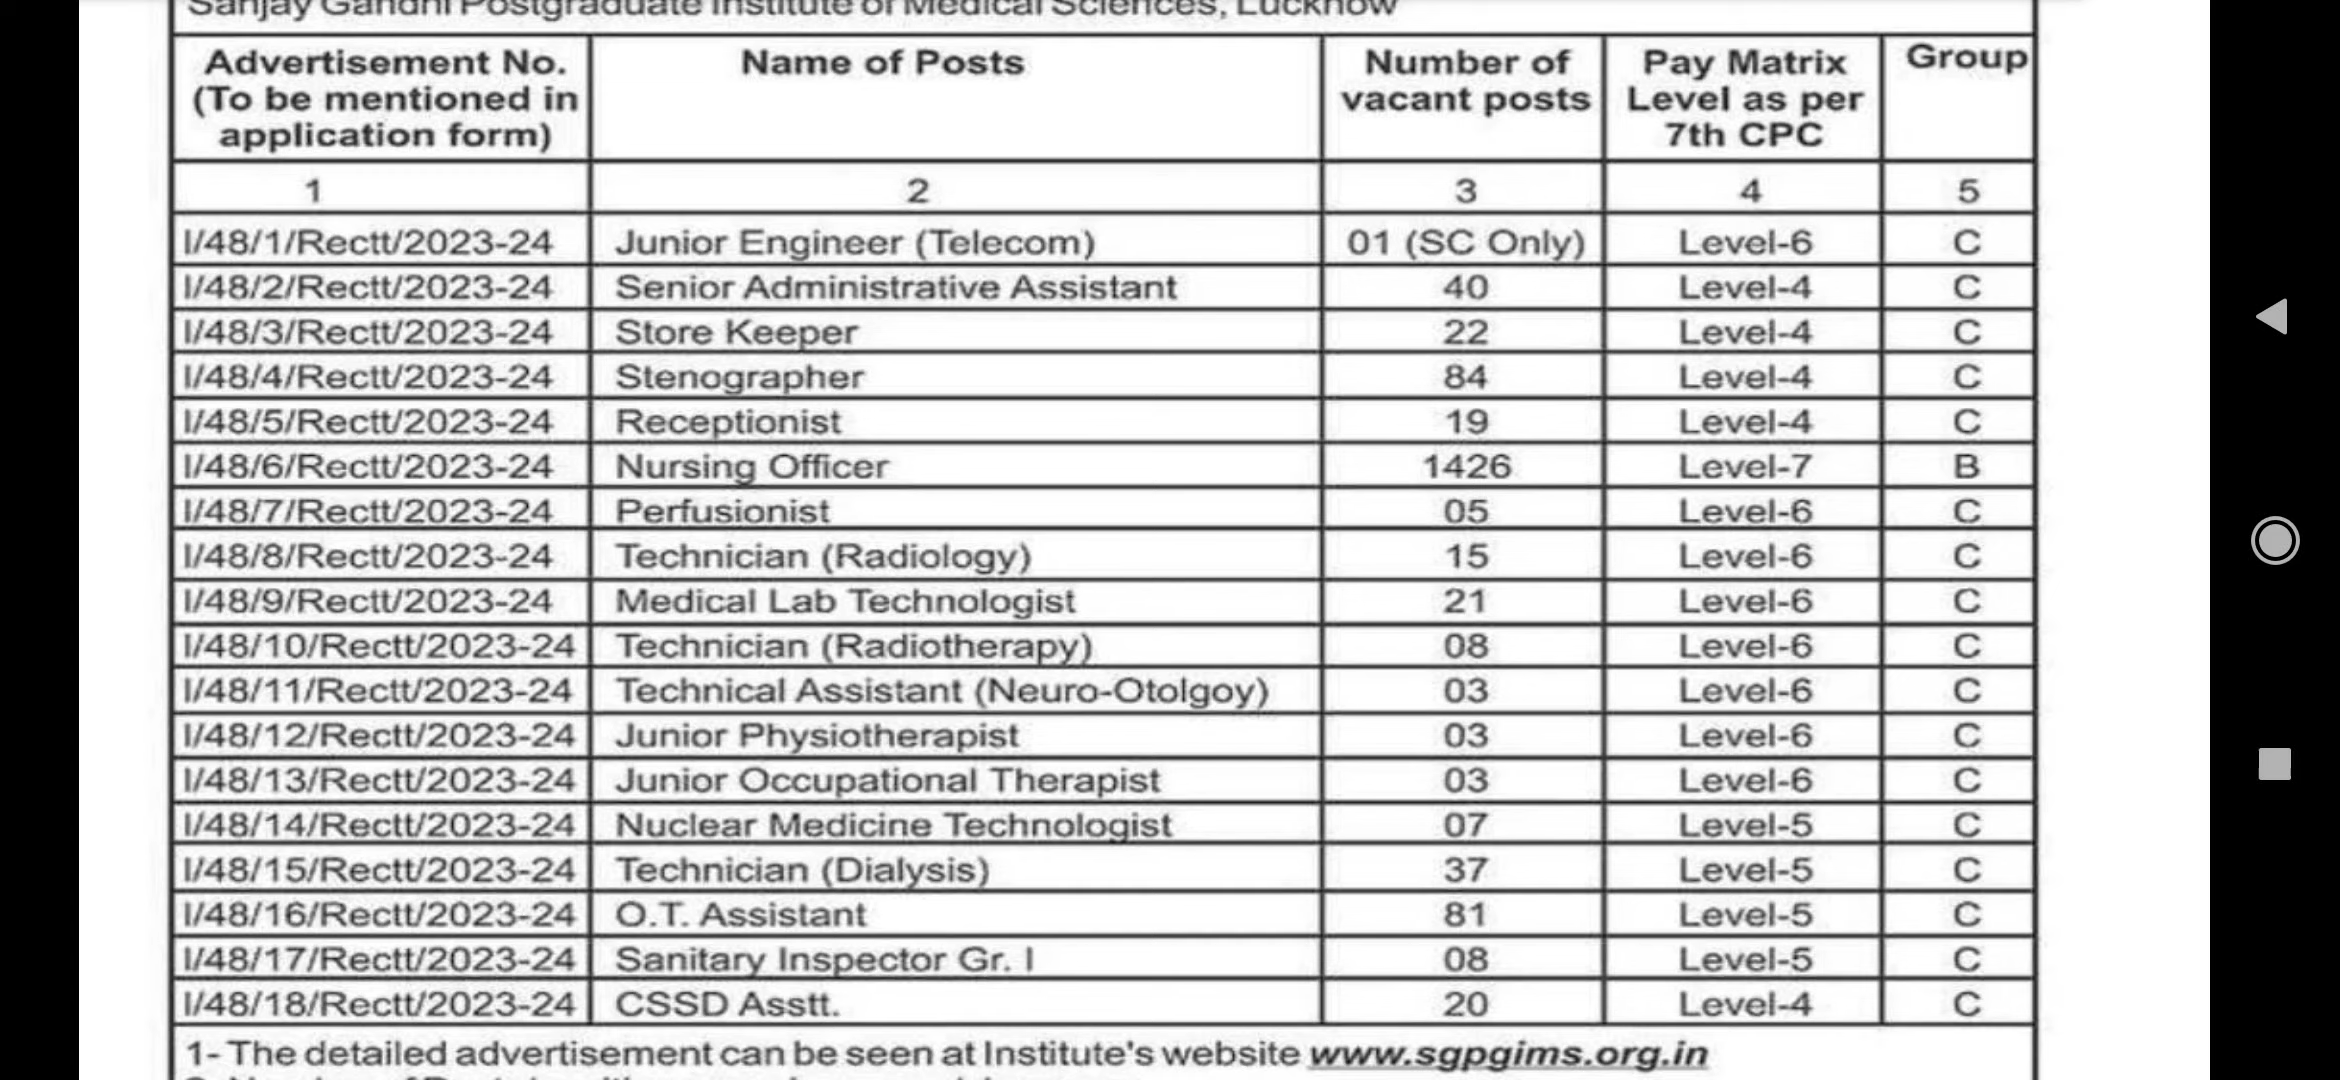 Sanjay Gandhi Postgraduate Institute of Medical Sciences, Lucknow
Advertisement No. (To be mentioned in application form) Name of Posts Number of vacant posts Pay Matrix Level as per 7th CPC Group
1 2 3 4 5
I/48/1/Rectt/2023-24 Junior Engineer (Telecom) 01 (SC Only) Level-6 C
I/48/2/Rectt/2023-24 Senior Administrative Assistant 40 Level-4 C
I/48/3/Rectt/2023-24 Store Keeper 22 Level-4 C
I/48/4/Rectt/2023-24 Stenographer 84 Level-4 C
I/48/5/Rectt/2023-24 Receptionist 19 Level-4 C
I/48/6/Rectt/2023-24 Nursing Officer 1426 Level-7 B
I/48/7/Rectt/2023-24 Perfusionist 05 Level-6 C
I/48/8/Rectt/2023-24 Technician (Radiology) 15 Level-6 C
I/48/9/Rectt/2023-24 Medical Lab Technologist 21 Level-6 C
I/48/10/Rectt/2023-24 Technician (Radiotherapy) 08 Level-6 C
I/48/11/Rectt/2023-24 Technical Assistant (Neuro-Otolgoy) 03 Level-6 C
I/48/12/Rectt/2023-24 Junior Physiotherapist 03 Level-6 C
I/48/13/Rectt/2023-24 Junior Occupational Therapist 03 Level-6 C
I/48/14/Rectt/2023-24 Nuclear Medicine Technologist 07 Level-5 C
I/48/15/Rectt/2023-24 Technician (Dialysis) 37 Level-5 C
I/48/16/Rectt/2023-24 O.T. Assistant 81 Level-5 C
I/48/17/Rectt/2023-24 Sanitary Inspector Gr. I 08 Level-5 C
I/48/18/Rectt/2023-24 CSSD Asstt. 20 Level-4 C
1- The detailed advertisement can be seen at Institute's website www.sgpgims.org.in